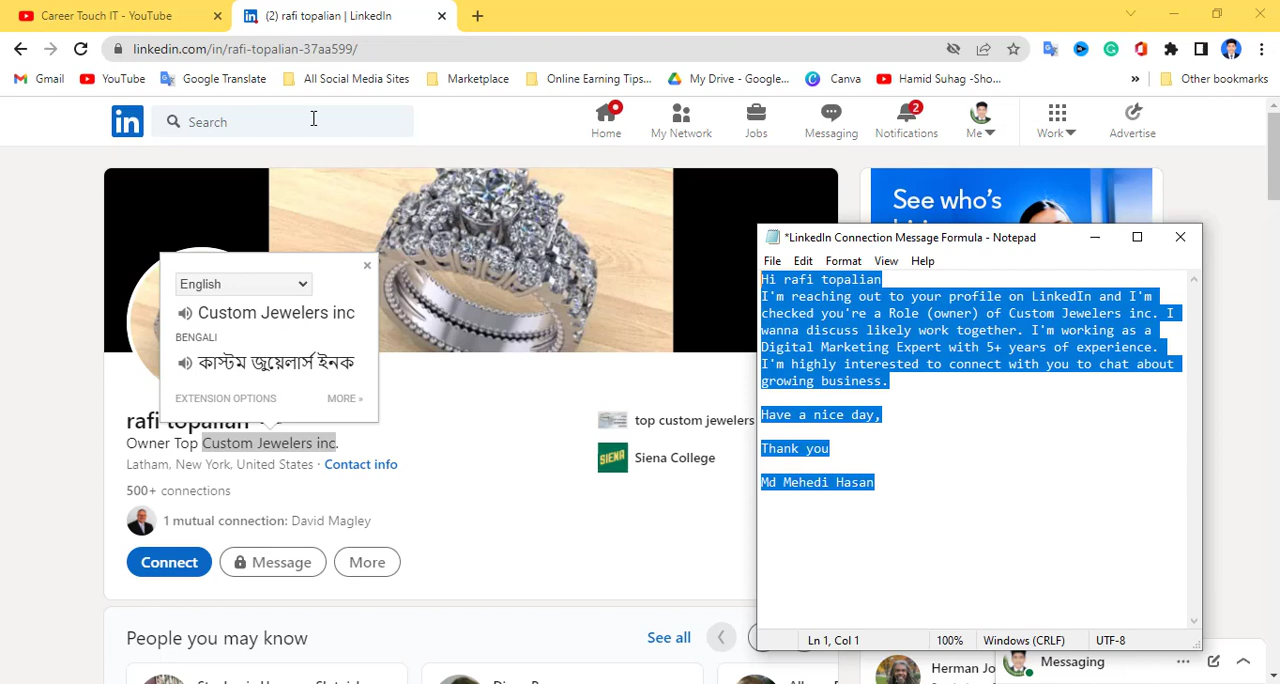 Career Touch IT - YouTube
(2) rafi topalian | LinkedIn
linkedin.com/in/rafi-topalian-37aa599/
Gmail
YouTube
Google Translate
All Social Media Sites
Marketplace
Online Earning Tips...
My Drive - Google...
Canva
Hamid Suhag -Sho...
»
Other bookmarks
in
Search
Home
My Network
Jobs
Messaging
2
Notifications
Me
Work
Advertise
See who's
English
Custom Jewelers inc
BENGALI
কাস্টম জুয়েলার্স ইনক
EXTENSION OPTIONS
MORE »
rafi topalian
Owner Top Custom Jewelers inc.
Latham, New York, United States · Contact info
500+ connections
1 mutual connection: David Magley
Connect
Message
More
top custom jewelers
SIENA
Siena College
People you may know
See all
*LinkedIn Connection Message Formula - Notepad
File Edit Format View Help
Hi rafi topalian
I'm reaching out to your profile on LinkedIn and I'm
checked you're a Role (owner) of Custom Jewelers inc. I
wanna discuss likely work together. I'm working as a
Digital Marketing Expert with 5+ years of experience.
I'm highly interested to connect with you to chat about
growing business.
Have a nice day,
Thank you
Md Mehedi Hasan
Ln 1, Col 1
100%
Windows (CRLF)
UTF-8
Messaging
Herman Jo